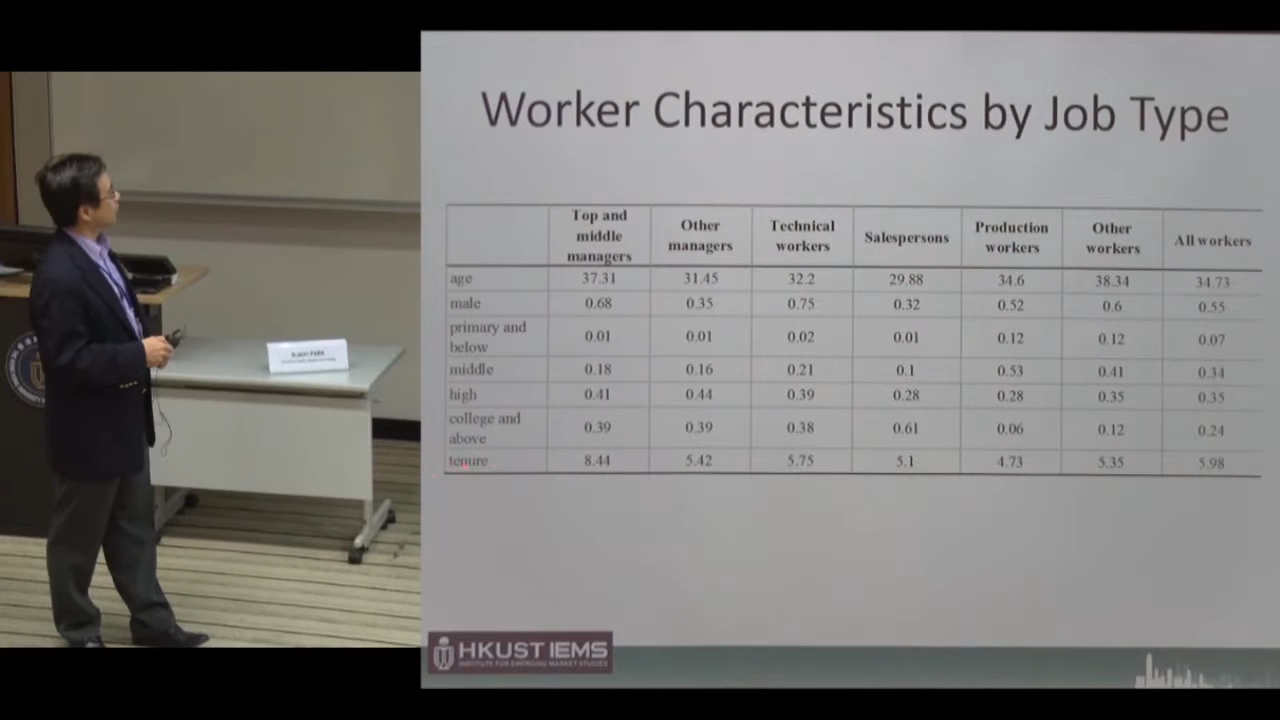 Worker Characteristics by Job Type
Top and middle managers Other managers Technical workers Salespersons Production workers Other workers All workers
age 37.31 31.45 32.2 29.88 34.6 38.34 34.73
male 0.68 0.35 0.75 0.32 0.52 0.6 0.55
primary and below 0.01 0.01 0.02 0.01 0.12 0.12 0.07
middle 0.18 0.16 0.21 0.1 0.53 0.41 0.34
high 0.41 0.44 0.39 0.28 0.28 0.35 0.35
college and above 0.39 0.39 0.38 0.61 0.06 0.12 0.24
tenure 8.44 5.42 5.75 5.1 4.73 5.35 5.98
Albert PARK
HKUST IEMS
INSTITUTE FOR EMERGING MARKET STUDIES